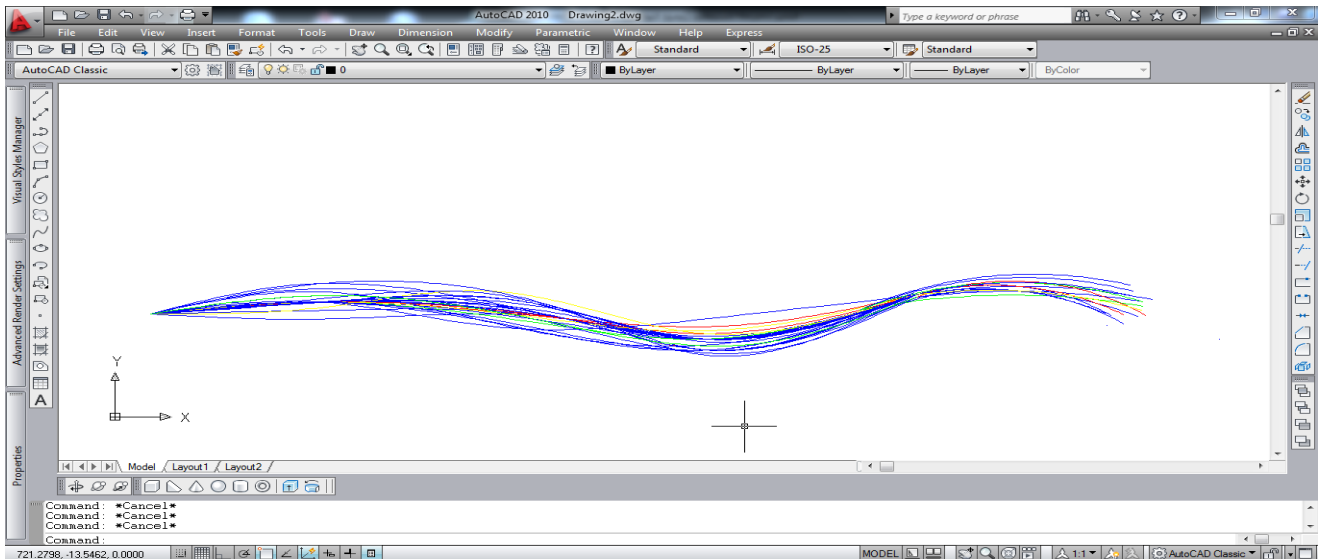 AutoCAD 2010 Drawing2.dwg Type a keyword or phrase
File Edit View Insert Format Tools Draw Dimension Modify Parametric Window Help Express
Standard ISO-25 Standard
AutoCAD Classic 0 ByLayer ByLayer ByLayer ByColor
Visual Styles Manager
Advanced Render Settings
Properties
A
Y
X
Model Layout1 Layout2
Command: *Cancel*
Command: *Cancel*
Command: *Cancel*
Command:
721.2798, -13.5462, 0.0000 MODEL 1:1 AutoCAD Classic